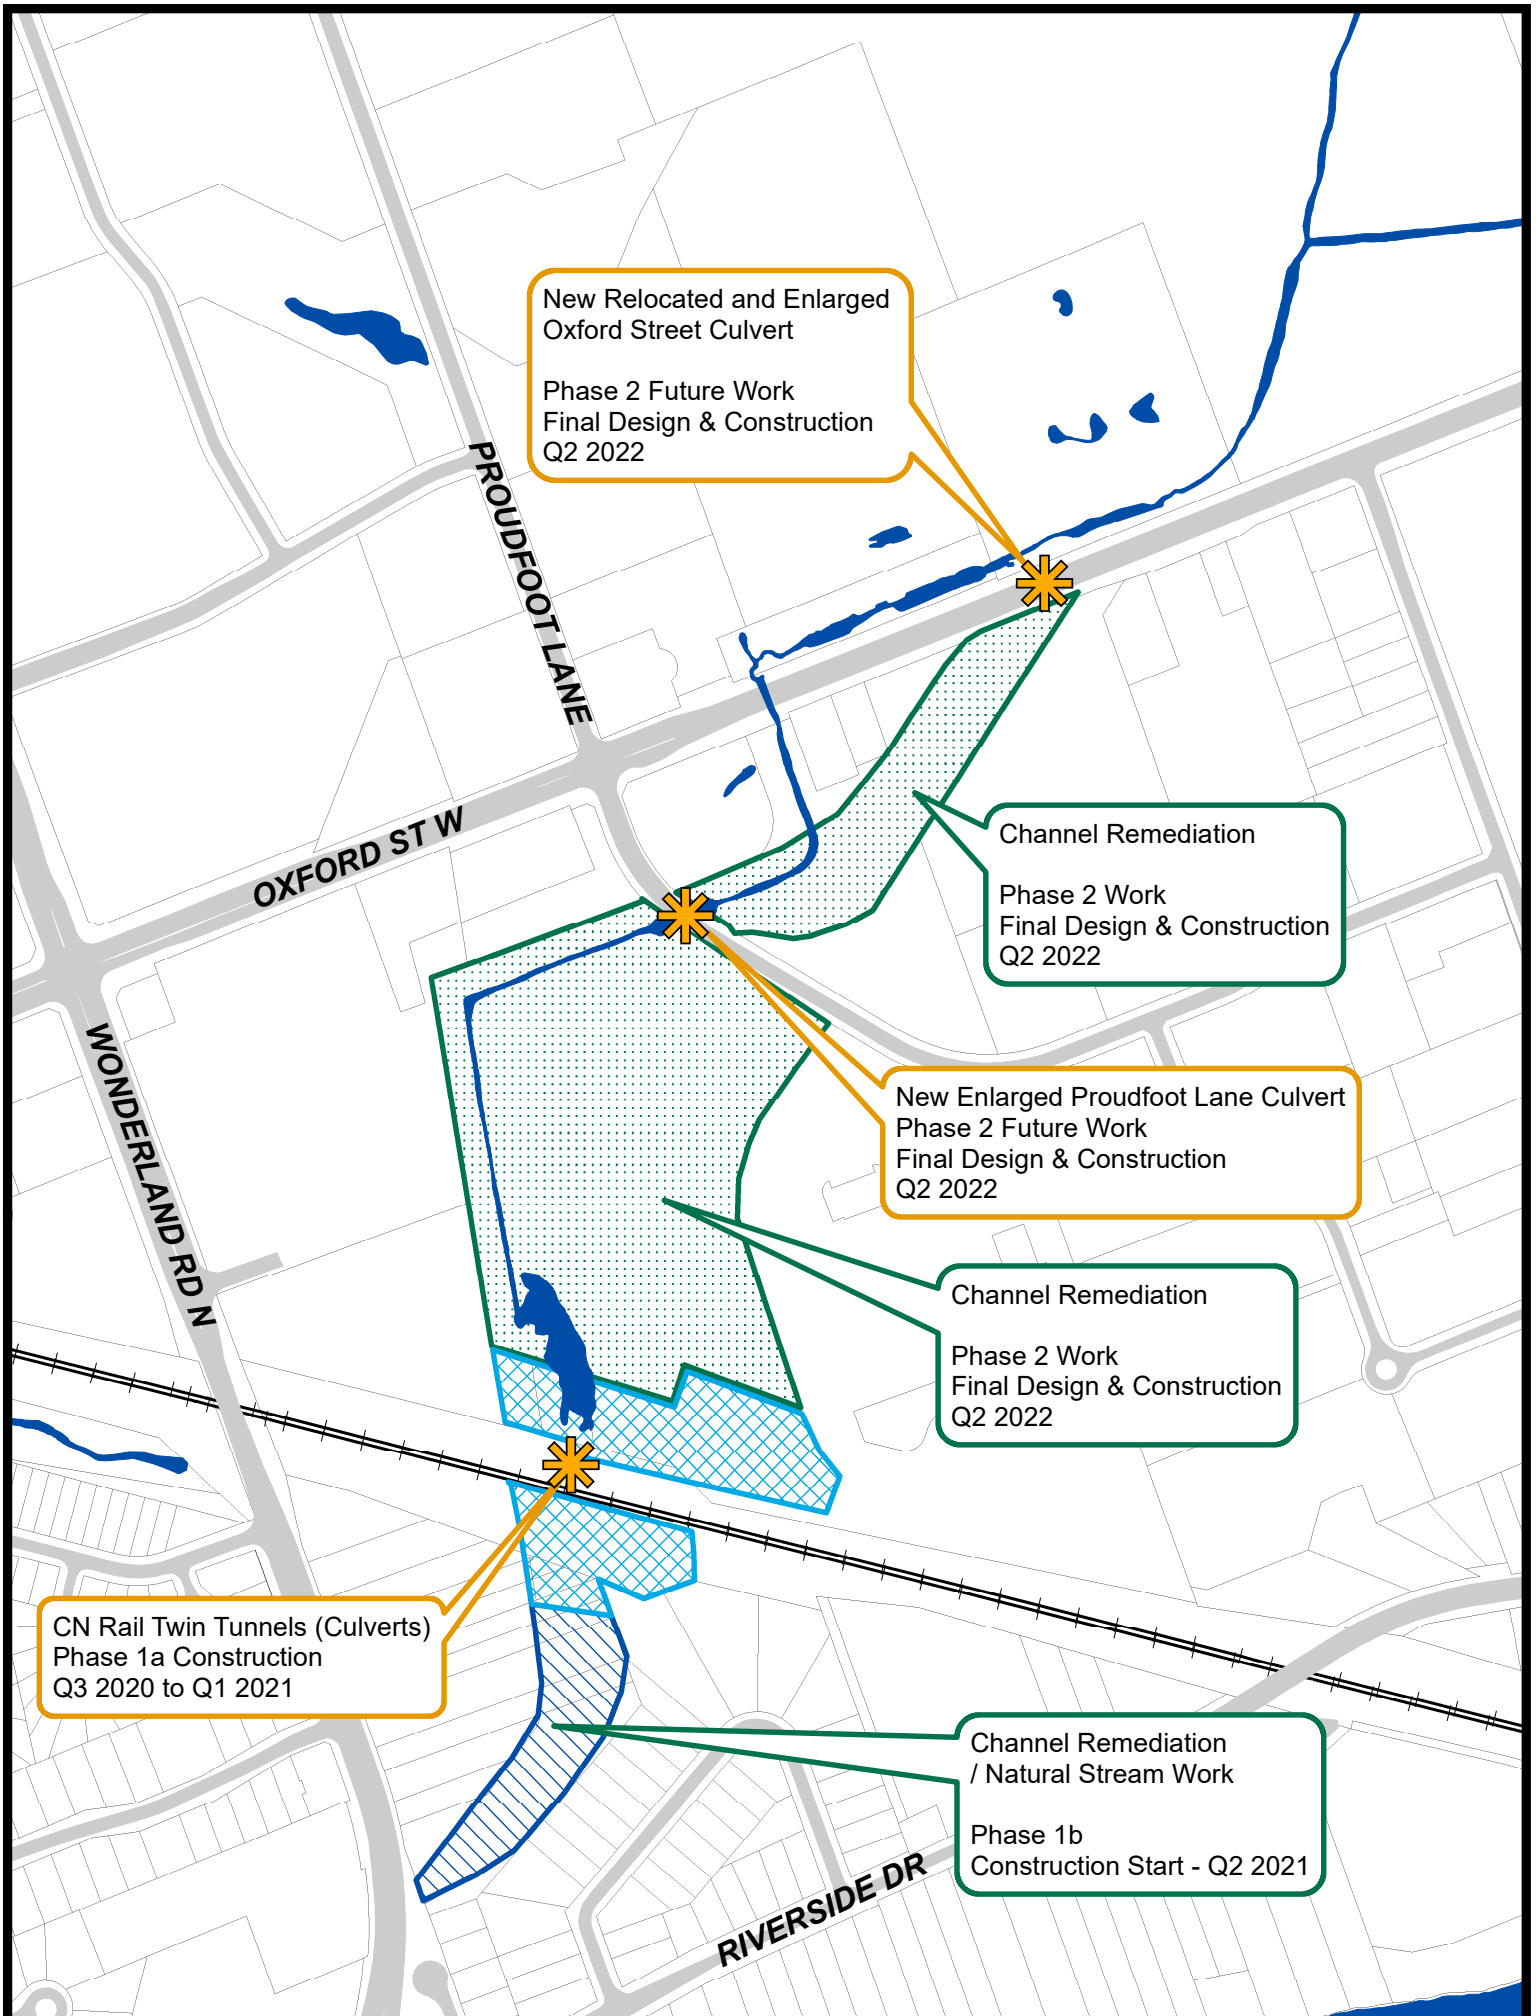 New Relocated and Enlarged
Oxford Street Culvert
Phase 2 Future Work
Final Design & Construction
Q2 2022
PROUDFOOT LANE
OXFORD ST W
Channel Remediation
Phase 2 Work
Final Design & Construction
Q2 2022
WONDERLAND RD N
New Enlarged Proudfoot Lane Culvert
Phase 2 Future Work
Final Design & Construction
Q2 2022
Channel Remediation
Phase 2 Work
Final Design & Construction
Q2 2022
CN Rail Twin Tunnels (Culverts)
Phase 1a Construction
Q3 2020 to Q1 2021
Channel Remediation
/ Natural Stream Work
Phase 1b
Construction Start - Q2 2021
RIVERSIDE DR